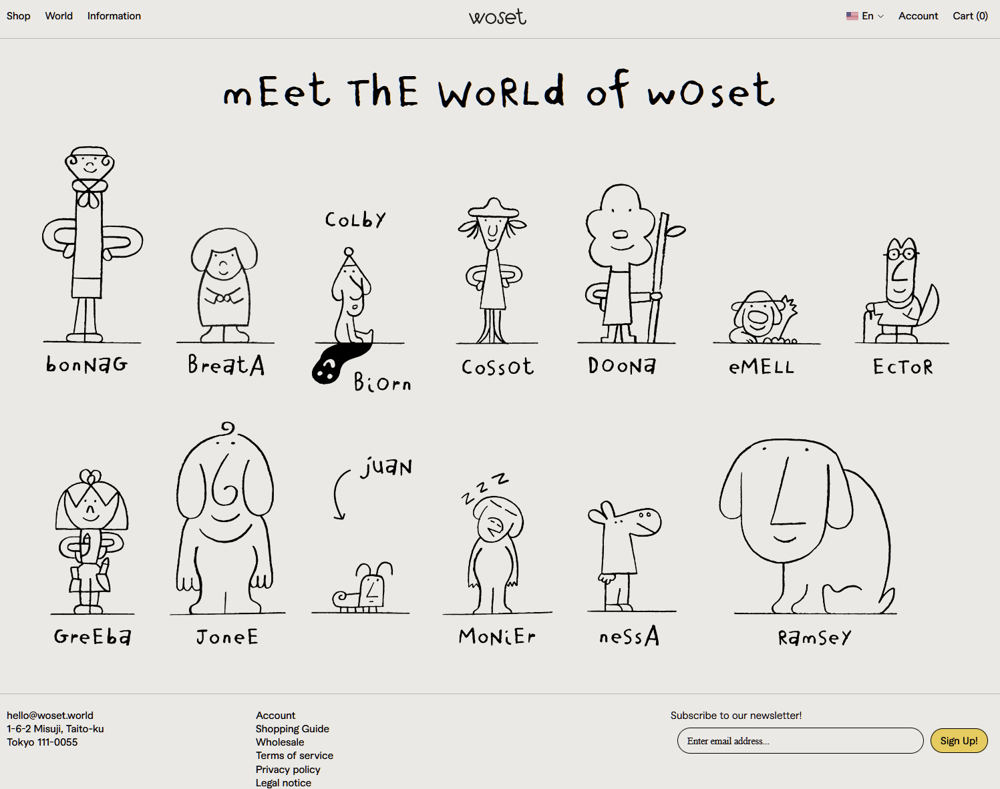 Shop World Information
woset
En Account Cart (0)
mEet ThE WoRLd of wOset
CoLbY
bonNaG
BreatA
BiOrn
CoSsOt
DOoNa
eMELL
EcToR
juaN
z z z
GreEba
JoneE
MoNiEr
neSsA
RamSeY
hello@woset.world
1-6-2 Misuji, Taito-ku
Tokyo 111-0055
Account
Shopping Guide
Wholesale
Terms of service
Privacy policy
Legal notice
Subscribe to our newsletter!
Enter email address...
Sign Up!